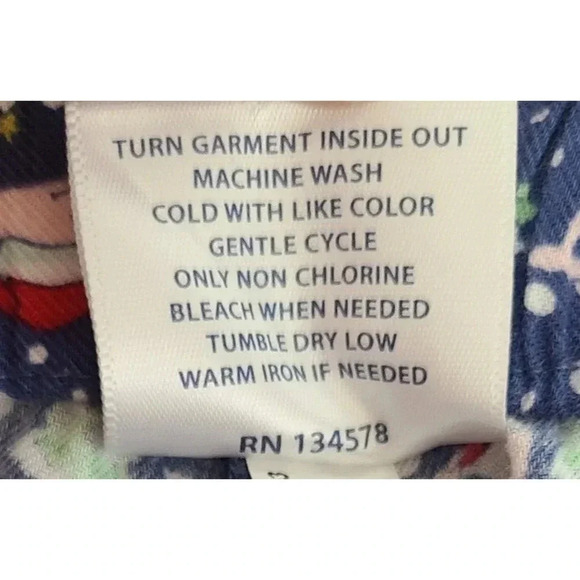 TURN GARMENT INSIDE OUT
MACHINE WASH
COLD WITH LIKE COLOR
GENTLE CYCLE
ONLY NON CHLORINE
BLEACH WHEN NEEDED
TUMBLE DRY LOW
WARM IRON IF NEEDED
RN 134578